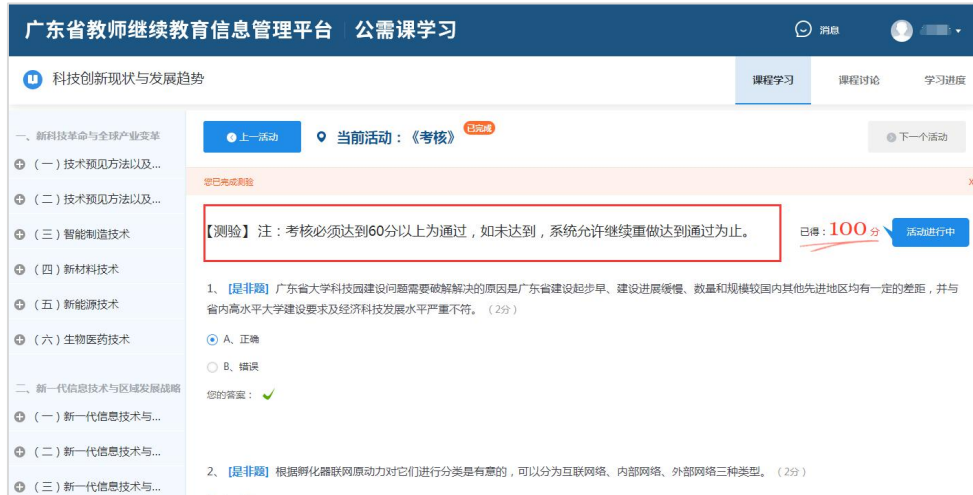 广东省教师继续教育信息管理平台 公需课学习
消息
科技创新现状与发展趋势
课程学习 课程讨论 学习进度
一、新科技革命与全球产业变革
(一)技术预见方法以及...
(二)技术预见方法以及...
(三)智能制造技术
(四)新材料技术
(五)新能源技术
(六)生物医药技术
二、新一代信息技术与区域发展战略
(一)新一代信息技术与...
(二)新一代信息技术与...
(三)新一代信息技术与...
上一活动
当前活动:《考核》 已完成
下一个活动
您已完成测验 X
【测验】注:考核必须达到60分以上为通过,如未达到,系统允许继续重做达到通过为止。
已得:100分
活动进行中
1、 [是非题] 广东省大学科技园建设问题需要破解解决的原因是广东省建设起步早、建设进展缓慢、数量和规模较国内其他先进地区均有一定的差距,并与
省内高水平大学建设要求及经济科技发展水平严重不符。(2分)
A、正确
B、错误
您的答案:
2、 [是非题] 根据孵化器联网原动力对它们进行分类是有意的,可以分为互联网络、内部网络、外部网络三种类型。(2分)